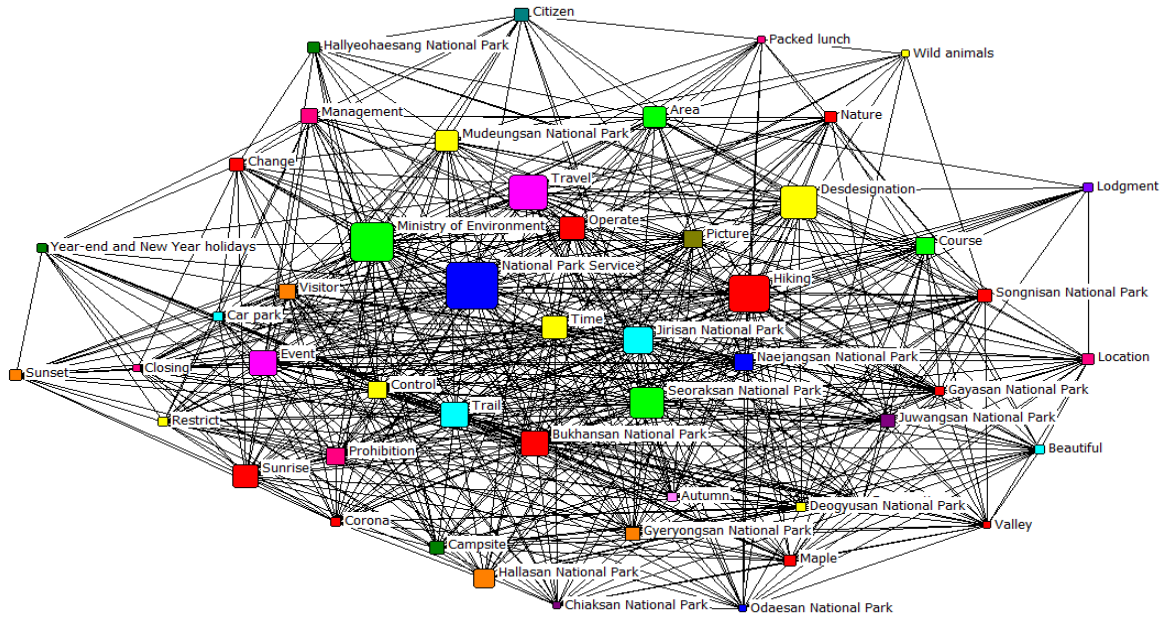 Citizen
Packed lunch
Hallyeohaesang National Park
Wild animals
Area
Management
Nature
Mudeungsan National Park
Change
Travel
Desdesignation
Lodgment
Operate
Ministry of Environment
Picture
Course
Year-end and New Year holidays
National Park Service
Hiking
Visitor
Songnisan National Park
Car park
Time
Jirisan National Park
Event
Naejangsan National Park
Location
Closing
Sunset
Control
Seoraksan National Park
Gayasan National Park
Trail
Juwangsan National Park
Restrict
Bukhansan National Park
Beautiful
Prohibition
Sunrise
Autumn
Deogyusan National Park
Corona
Valley
Gyeryongsan National Park
Campsite
Maple
Hallasan National Park
Chiaksan National Park
Odaesan National Park